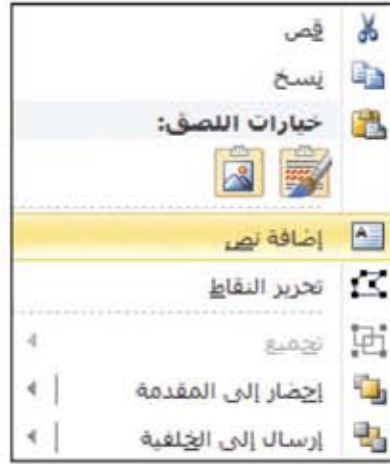 قص
نسخ
خيارات اللصق:
إضافة نص
تحرير النقاط
تجميع
إحضار إلى المقدمة
إرسال إلى الخلفية